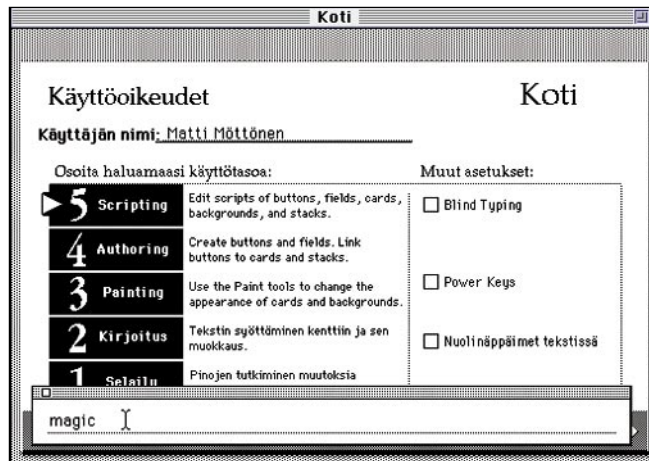 Koti
Käyttöoikeudet
Koti
Käyttäjän nimi: Matti Möttönen
Osoita haluamaasi käyttötasoa:
Muut asetukset:
5 Scripting
Edit scripts of buttons, fields, cards,
backgrounds, and stacks.
Blind Typing
4 Authoring
Create buttons and fields. Link
buttons to cards and stacks.
3 Painting
Use the Paint tools to change the
appearance of cards and backgrounds.
Power Keys
2 Kirjoitus
Tekstin syöttäminen kenttiin ja sen
muokkaus.
Nuolinäppäimet tekstissä
1 Selailu
Pinojen tutkiminen muutoksia
magic